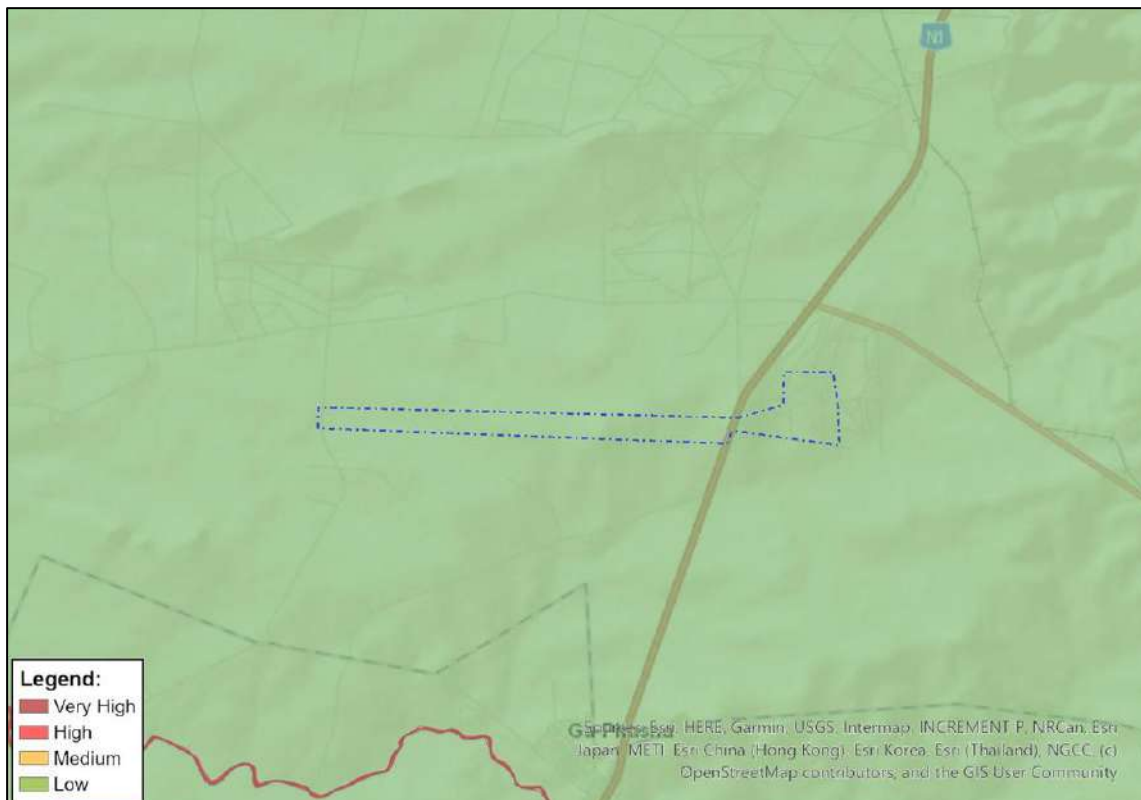 N1
Legend:
Very High
High
Medium
Low
Sources: Esri, HERE, Garmin, USGS, Intermap, INCREMENT P, NRCan, Esri
Japan, METI, Esri China (Hong Kong), Esri Korea, Esri (Thailand), NGCC, (c)
OpenStreetMap contributors, and the GIS User Community